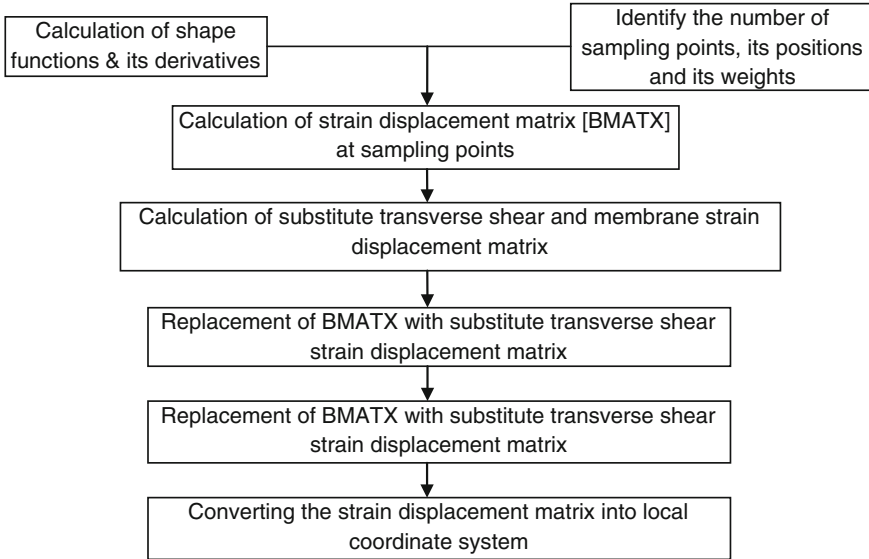 Calculation of shape
functions & its derivatives
Identify the number of
sampling points, its positions
and its weights
Calculation of strain displacement matrix [BMATX]
at sampling points
Calculation of substitute transverse shear and membrane strain
displacement matrix
Replacement of BMATX with substitute transverse shear
strain displacement matrix
Replacement of BMATX with substitute transverse shear
strain displacement matrix
Converting the strain displacement matrix into local
coordinate system